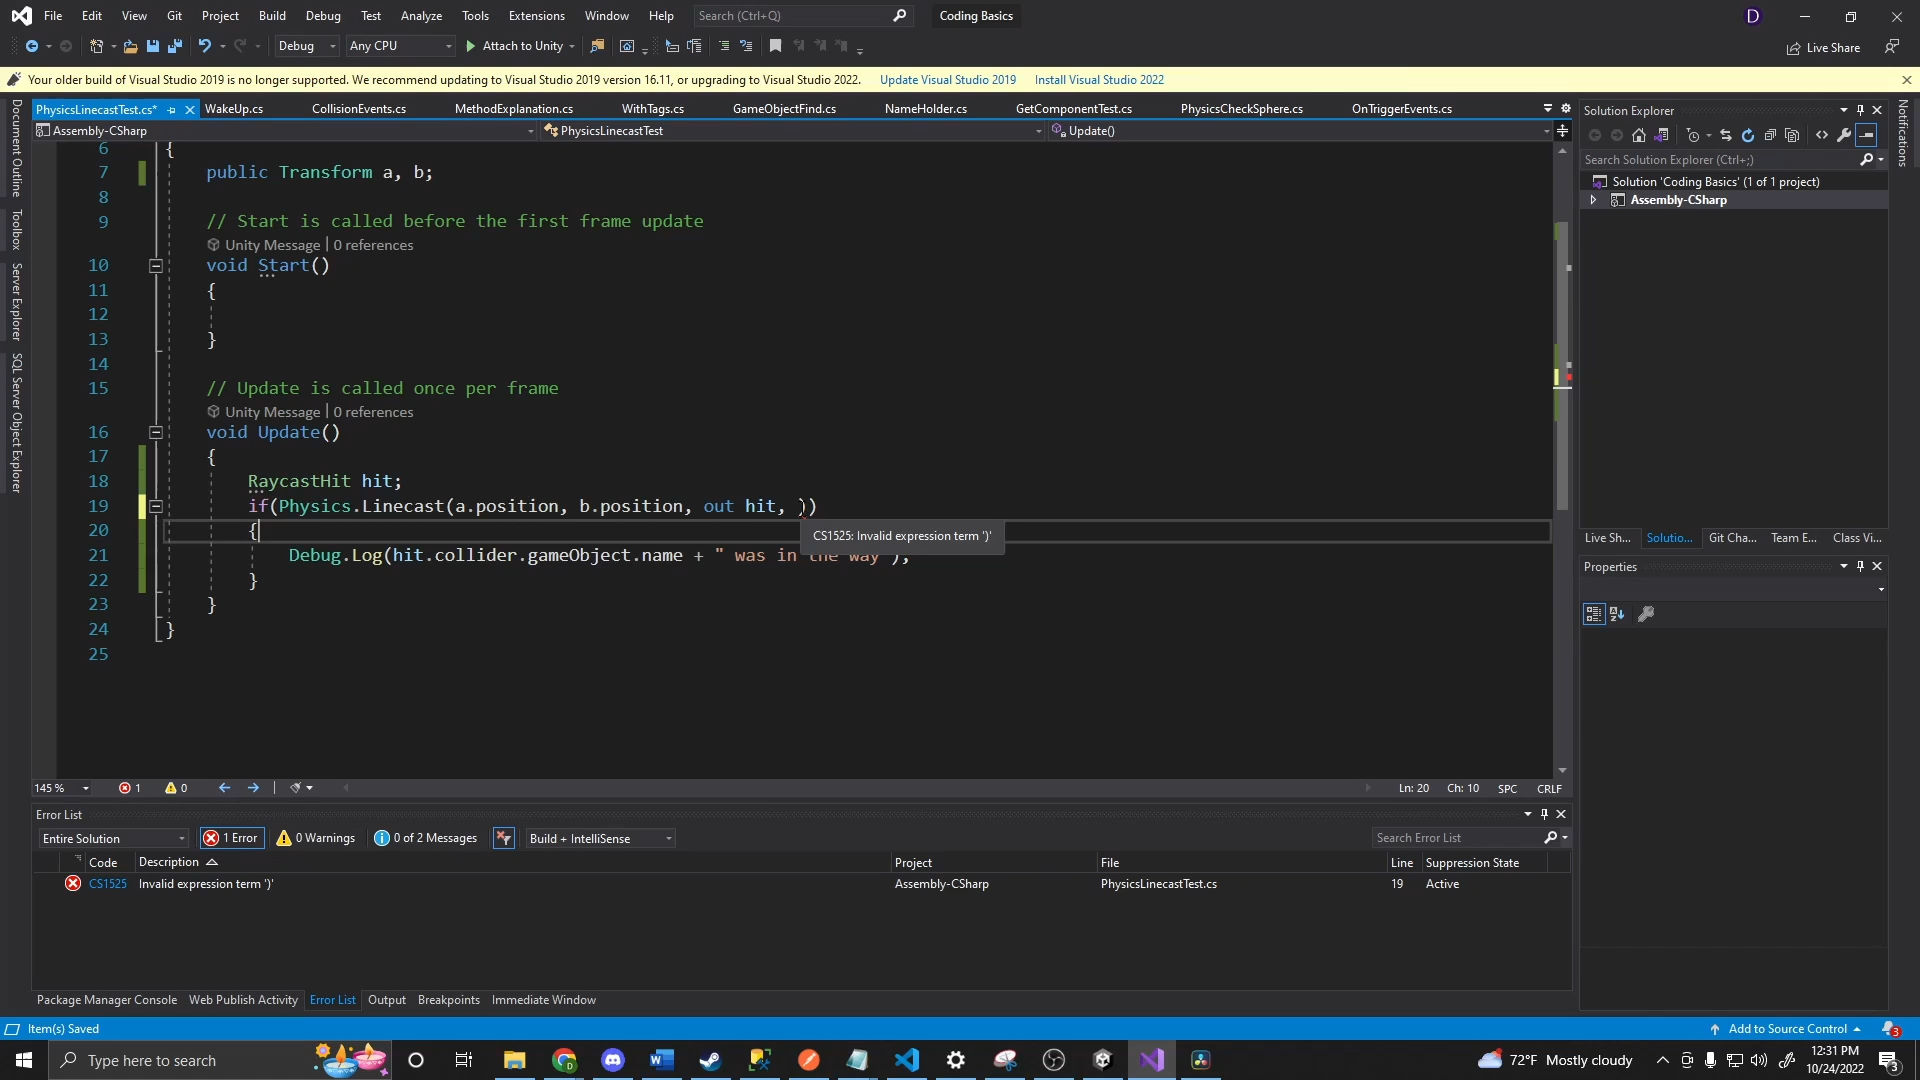 File Edit View Git Project Build Debug Test Analyze Tools Extensions Window Help Search (Ctrl+Q) Coding Basics D
Debug Any CPU Attach to Unity Live Share
Your older build of Visual Studio 2019 is no longer supported. We recommend updating to Visual Studio 2019 version 16.11, or upgrading to Visual Studio 2022. Update Visual Studio 2019 Install Visual Studio 2022
Document Outline
Toolbox
Server Explorer
SQL Server Object Explorer
PhysicsLinecastTest.cs* WakeUp.cs CollisionEvents.cs MethodExplanation.cs WithTags.cs GameObjectFind.cs NameHolder.cs GetComponentTest.cs PhysicsCheckSphere.cs OnTriggerEvents.cs
Assembly-CSharp PhysicsLinecastTest Update()
6 {
7 public Transform a, b;
8
9 // Start is called before the first frame update
Unity Message | 0 references
10 void Start()
11 {
12
13 }
14
15 // Update is called once per frame
Unity Message | 0 references
16 void Update()
17 {
18 RaycastHit hit;
19 if(Physics.Linecast(a.position, b.position, out hit, ))
20 {
CS1525: Invalid expression term ')'
21 Debug.Log(hit.collider.gameObject.name + " was in the way");
22 }
23 }
24 }
25
145 % 1 0 Ln: 20 Ch: 10 SPC CRLF
Error List
Entire Solution 1 Error 0 Warnings 0 of 2 Messages Build + IntelliSense Search Error List
Code Description Project File Line Suppression State
CS1525 Invalid expression term ')' Assembly-CSharp PhysicsLinecastTest.cs 19 Active
Package Manager Console Web Publish Activity Error List Output Breakpoints Immediate Window
Solution Explorer
Search Solution Explorer (Ctrl+;)
Solution 'Coding Basics' (1 of 1 project)
Assembly-CSharp
Live Sh... Solutio... Git Cha... Team E... Class Vi...
Properties
Notifications
Item(s) Saved Add to Source Control 3
Type here to search 72°F Mostly cloudy 12:31 PM
10/24/2022 3